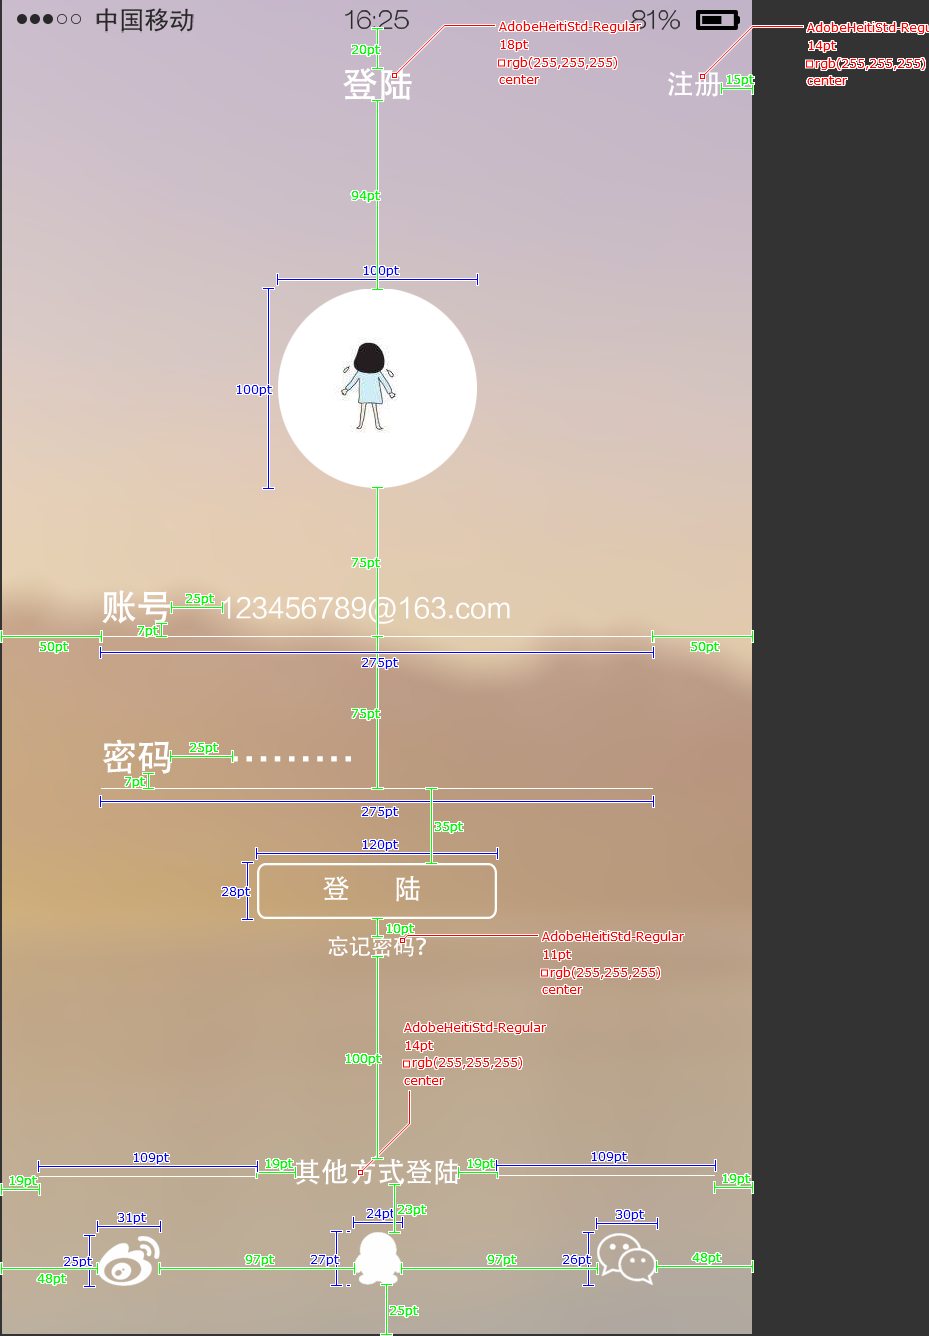 中国移动 16:25 81%
AdobeHeitiStd-Regular
18pt
rgb(255,255,255)
center
AdobeHeitiStd-Regu
14pt
rgb(255,255,255)
center
20pt
登陆
注册
15pt
94pt
100pt
100pt
75pt
账号 25pt 123456789@163.com
7pt
50pt
50pt
275pt
75pt
密码 25pt ·········
7pt
275pt
35pt
120pt
28pt
登 陆
10pt
忘记密码?
AdobeHeitiStd-Regular
11pt
rgb(255,255,255)
center
AdobeHeitiStd-Regular
14pt
rgb(255,255,255)
center
100pt
109pt
19pt
其他方式登陆
19pt
109pt
19pt
19pt
31pt
24pt
23pt
30pt
25pt
48pt
97pt
27pt
97pt
26pt
48pt
25pt